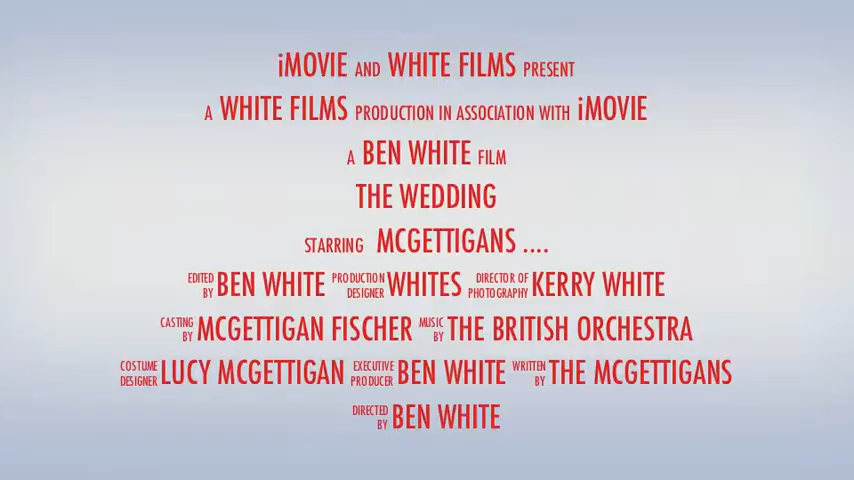 iMOVIE AND WHITE FILMS PRESENT
A WHITE FILMS PRODUCTION IN ASSOCIATION WITH iMOVIE
A BEN WHITE FILM
THE WEDDING
STARRING MCGETTIGANS ....
EDITED BY BEN WHITE PRODUCTION DESIGNER WHITES DIRECTOR OF PHOTOGRAPHY KERRY WHITE
CASTING BY MCGETTIGAN FISCHER MUSIC BY THE BRITISH ORCHESTRA
COSTUME DESIGNER LUCY MCGETTIGAN EXECUTIVE PRODUCER BEN WHITE WRITTEN BY THE MCGETTIGANS
DIRECTED BY BEN WHITE